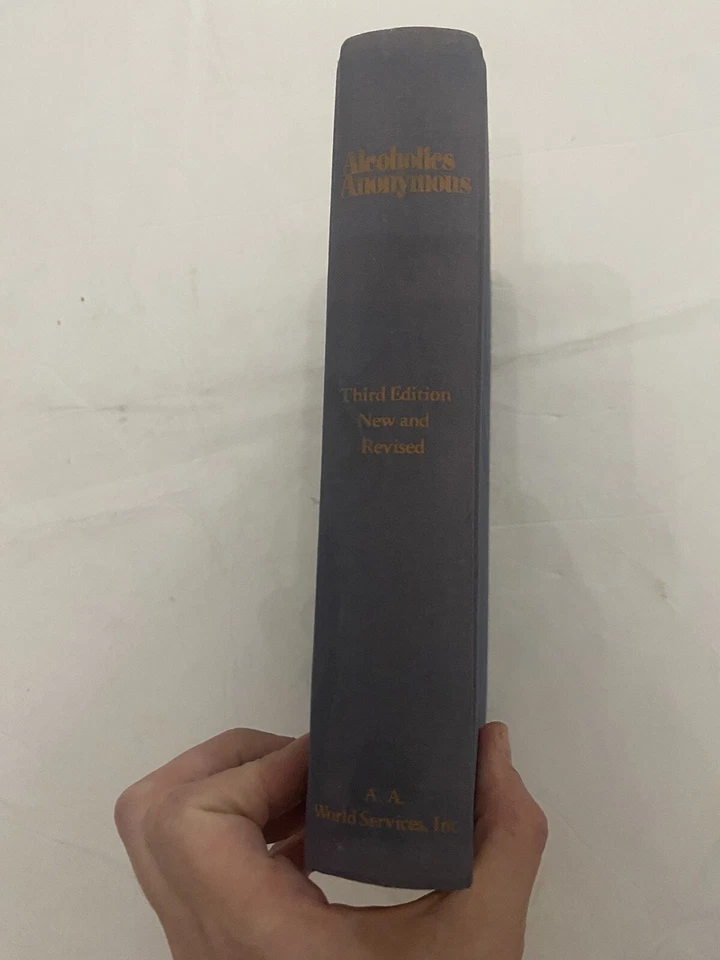 Alcoholics
Anonymous
Third Edition
New and
Revised
A. A.
World Services, Inc